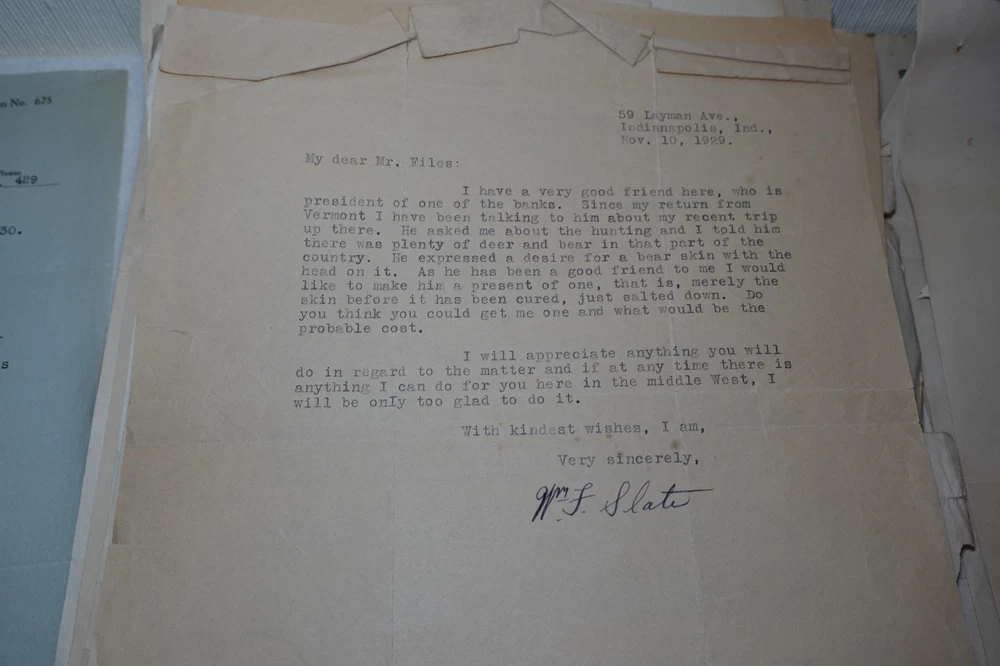 n No. 675
429
30.
s
59 Layman Ave.,
Indianapolis, Ind.,
Nov. 10, 1929.
My dear Mr. Files:
I have a very good friend here, who is
president of one of the banks. Since my return from
Vermont I have been talking to him about my recent trip
up there. He asked me about the hunting and I told him
there was plenty of deer and bear in that part of the
country. He expressed a desire for a bear skin with the
head on it. As he has been a good friend to me I would
like to make him a present of one, that is, merely the
skin before it has been cured, just salted down. Do
you think you could get me one and what would be the
probable cost.
I will appreciate anything you will
do in regard to the matter and if at any time there is
anything I can do for you here in the middle West, I
will be only too glad to do it.
With kindest wishes, I am,
Very sincerely,
Wm. F. Slate